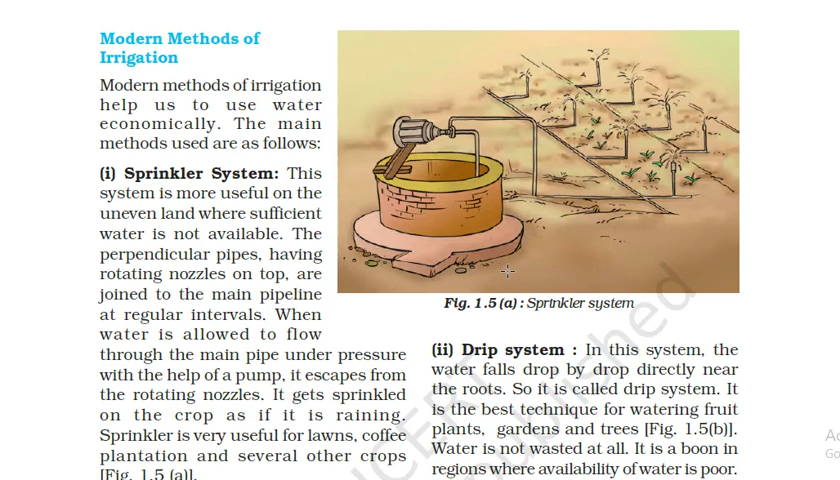 Modern Methods of
Irrigation
Modern methods of irrigation
help us to use water
economically. The main
methods used are as follows:
(i) Sprinkler System: This
system is more useful on the
uneven land where sufficient
water is not available. The
perpendicular pipes, having
rotating nozzles on top, are
joined to the main pipeline
at regular intervals. When
water is allowed to flow
through the main pipe under pressure
with the help of a pump, it escapes from
the rotating nozzles. It gets sprinkled
on the crop as if it is raining.
Sprinkler is very useful for lawns, coffee
plantation and several other crops
[Fig. 1.5 (a)].
Fig. 1.5 (a) : Sprinkler system
(ii) Drip system : In this system, the
water falls drop by drop directly near
the roots. So it is called drip system. It
is the best technique for watering fruit
plants, gardens and trees [Fig. 1.5(b)].
Water is not wasted at all. It is a boon in
regions where availability of water is poor.
NCERT
published